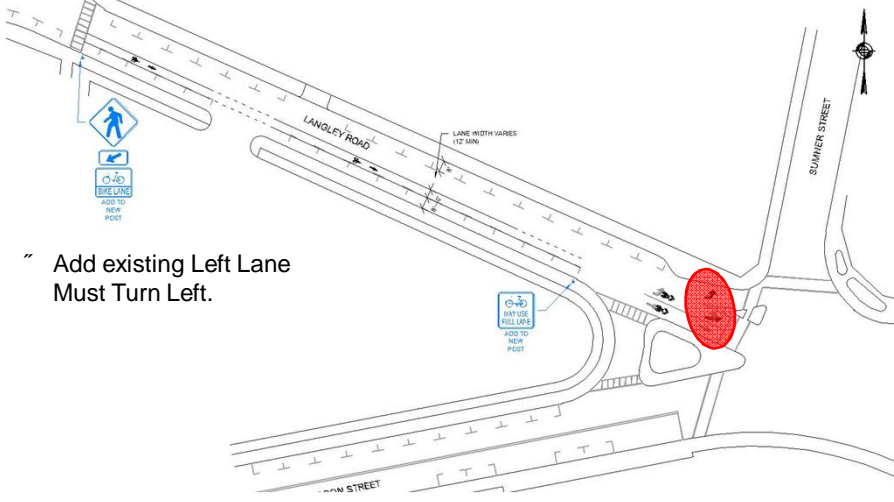 LANGLEY ROAD
LANE WIDTH VARIES
(12' MIN)
SUMNER STREET
BIKE LANE
ADD TO
NEW
POST
˝ Add existing Left Lane
Must Turn Left.
MAY USE
FULL LANE
ADD TO
NEW
POST
STREET